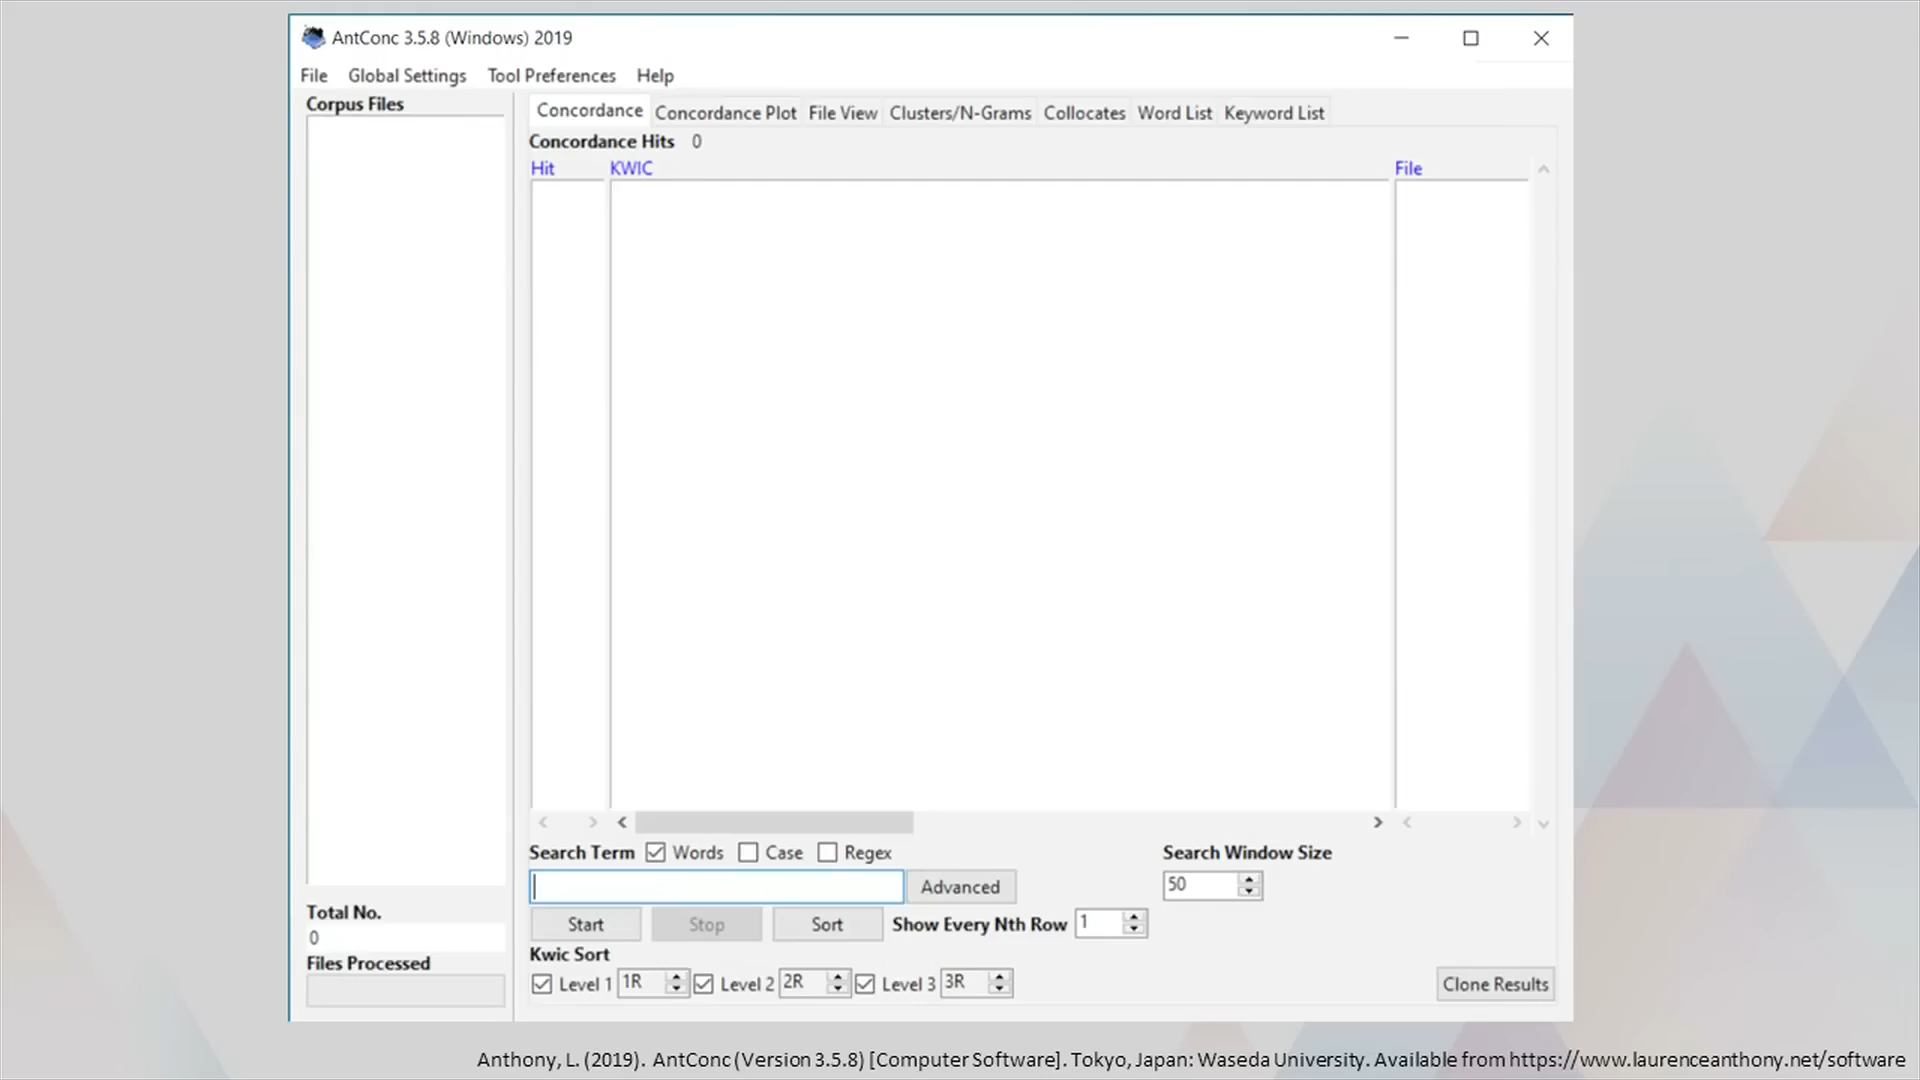 AntConc 3.5.8 (Windows) 2019
File Global Settings Tool Preferences Help
Corpus Files
Concordance Concordance Plot File View Clusters/N-Grams Collocates Word List Keyword List
Concordance Hits 0
Hit KWIC File
Search Term Words Case Regex Search Window Size
Advanced 50
Start Stop Sort Show Every Nth Row 1
Total No.
0
Files Processed
Kwic Sort
Level 1 1R Level 2 2R Level 3 3R Clone Results
Anthony, L. (2019). AntConc (Version 3.5.8) [Computer Software]. Tokyo, Japan: Waseda University. Available from https://www.laurenceanthony.net/software